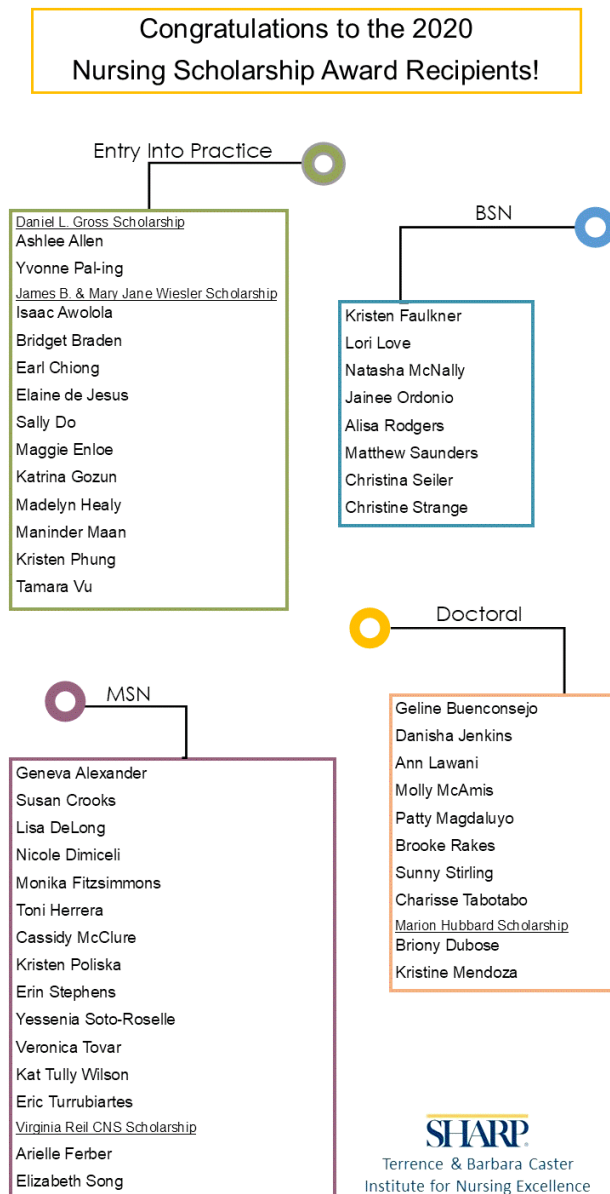 Congratulations to the 2020
Nursing Scholarship Award Recipients!
Entry Into Practice
Daniel L. Gross Scholarship
Ashlee Allen
Yvonne Pal-ing
James B. & Mary Jane Wiesler Scholarship
Isaac Awolola
Bridget Braden
Earl Chiong
Elaine de Jesus
Sally Do
Maggie Enloe
Katrina Gozun
Madelyn Healy
Maninder Maan
Kristen Phung
Tamara Vu
BSN
Kristen Faulkner
Lori Love
Natasha McNally
Jainee Ordonio
Alisa Rodgers
Matthew Saunders
Christina Seiler
Christine Strange
MSN
Geneva Alexander
Susan Crooks
Lisa DeLong
Nicole Dimiceli
Monika Fitzsimmons
Toni Herrera
Cassidy McClure
Kristen Poliska
Erin Stephens
Yessenia Soto-Roselle
Veronica Tovar
Kat Tully Wilson
Eric Turrubiartes
Virginia Reil CNS Scholarship
Arielle Ferber
Elizabeth Song
Doctoral
Geline Buenconsejo
Danisha Jenkins
Ann Lawani
Molly McAmis
Patty Magdaluyo
Brooke Rakes
Sunny Stirling
Charisse Tabotabo
Marion Hubbard Scholarship
Briony Dubose
Kristine Mendoza
SHARP
Terrence & Barbara Caster
Institute for Nursing Excellence